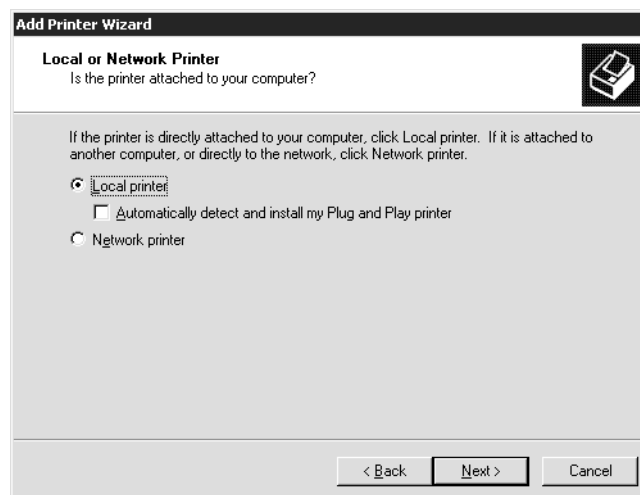 Add Printer Wizard
Local or Network Printer
Is the printer attached to your computer?
If the printer is directly attached to your computer, click Local printer. If it is attached to
another computer, or directly to the network, click Network printer.
Local printer
Automatically detect and install my Plug and Play printer
Network printer
< Back Next > Cancel